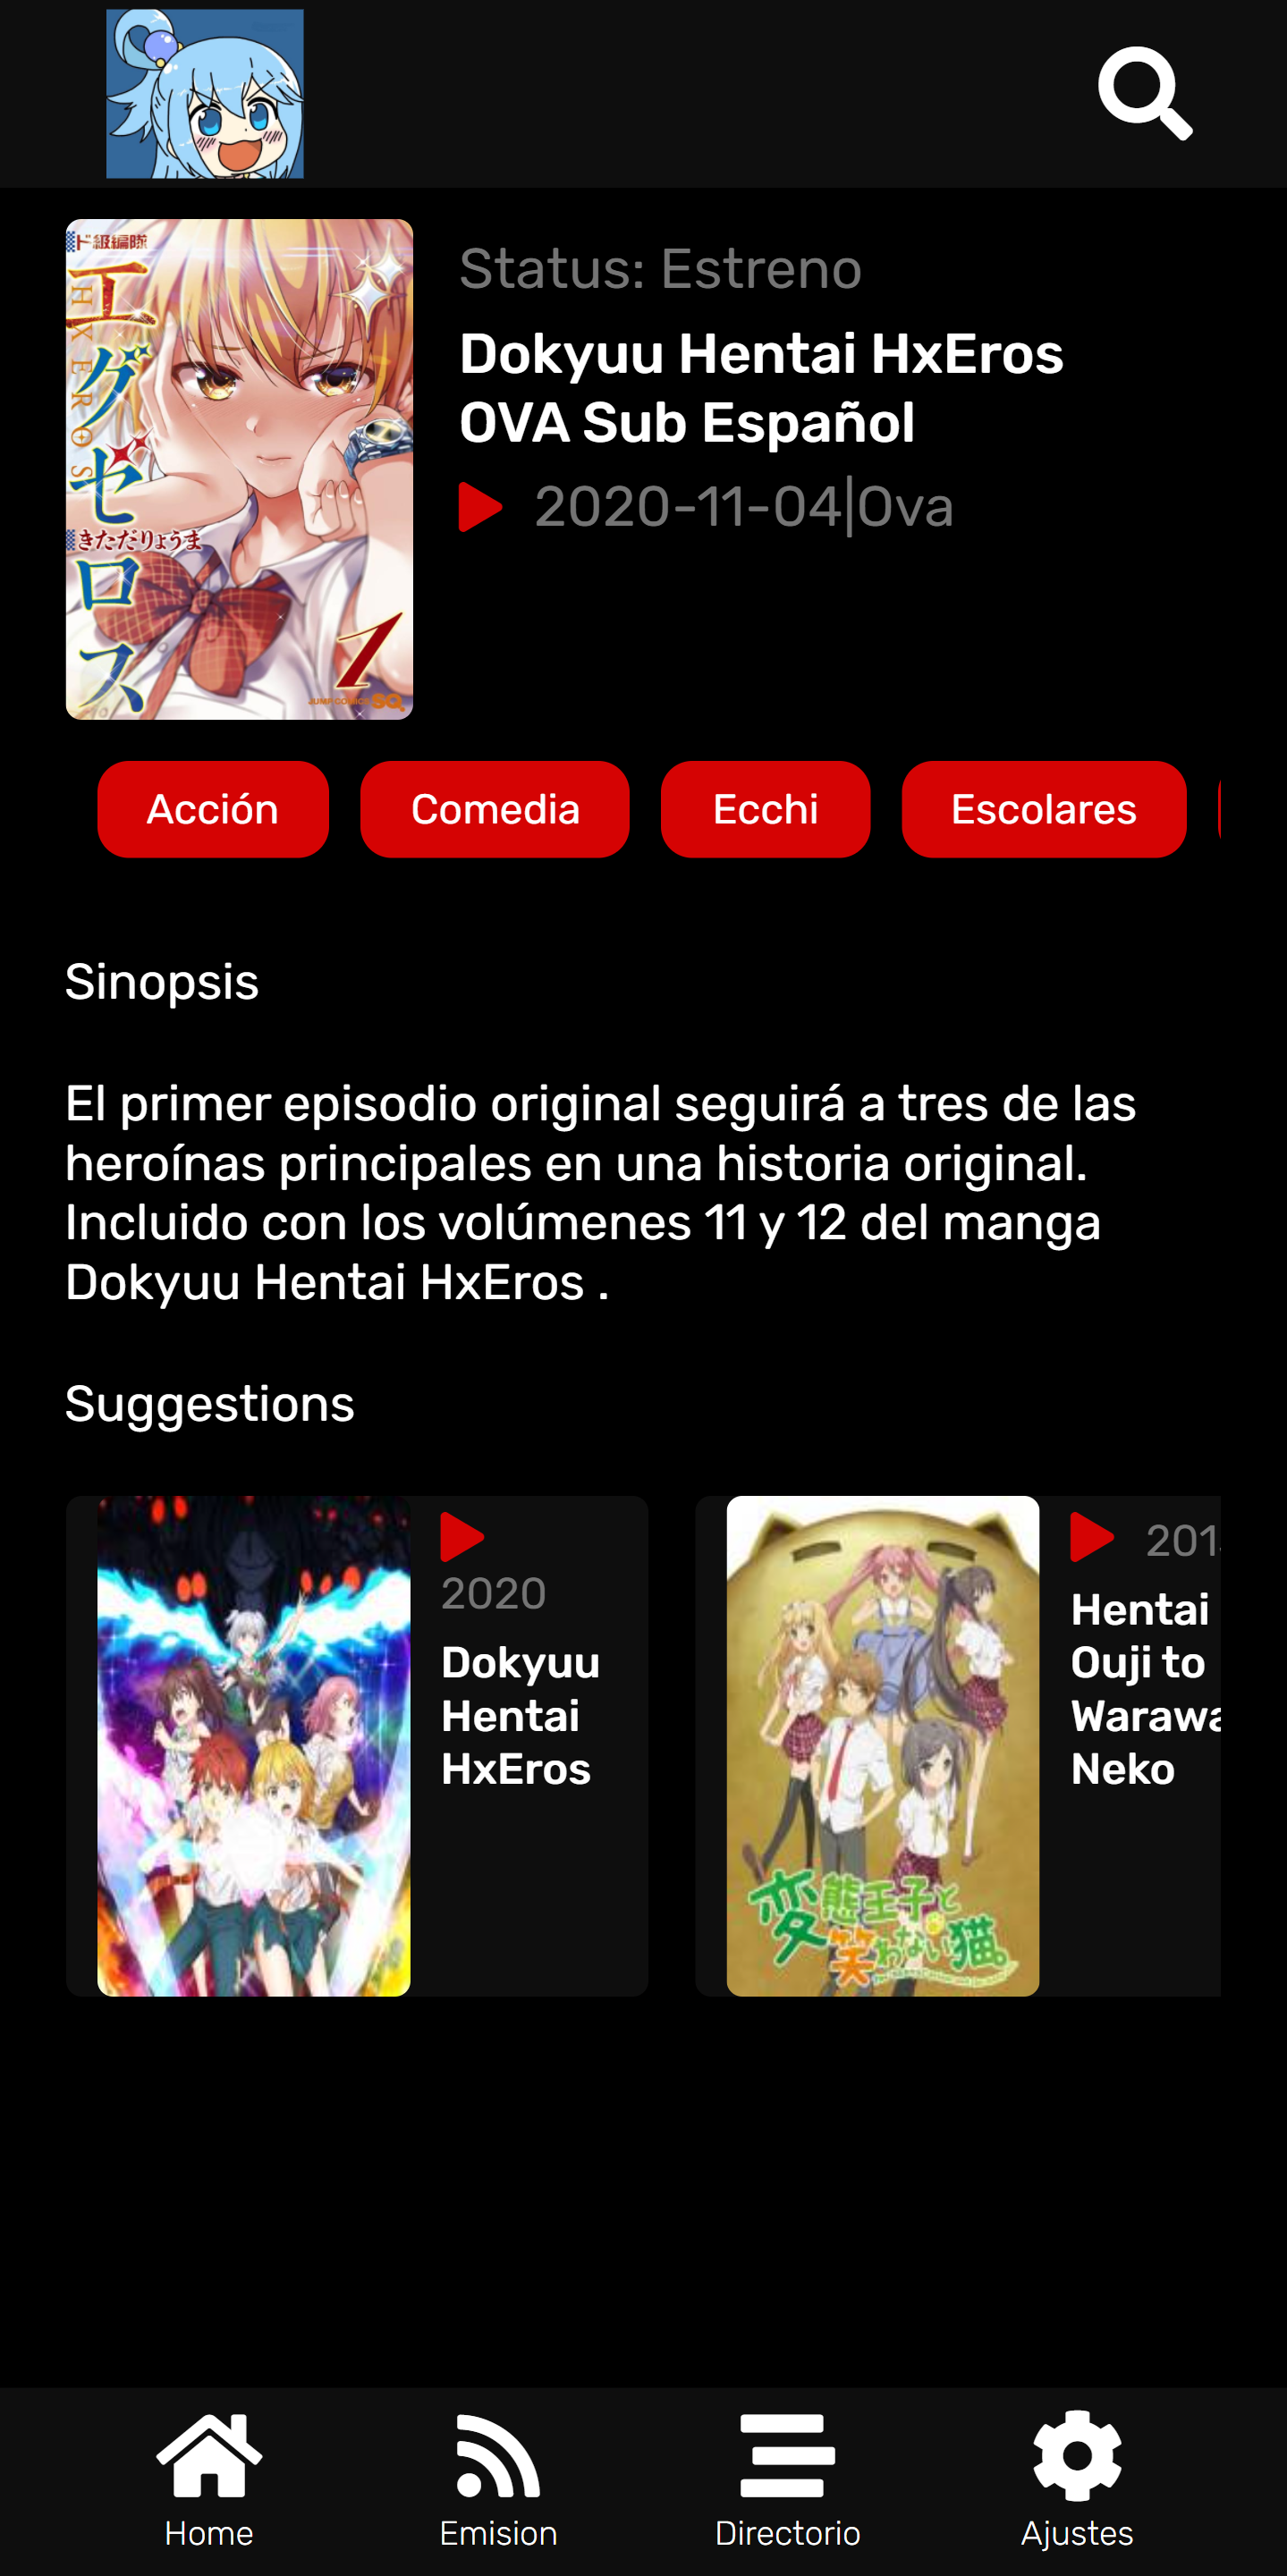 Status: Estreno
ド級編隊
エグゼロス
HXEROS
きただりょうま
1
JUMP COMICS SQ.
Dokyuu Hentai HxEros
OVA Sub Español
2020-11-04|Ova
Acción Comedia Ecchi Escolares
Sinopsis
El primer episodio original seguirá a tres de las
heroínas principales en una historia original.
Incluido con los volúmenes 11 y 12 del manga
Dokyuu Hentai HxEros .
Suggestions
2020
Dokyuu
Hentai
HxEros
201
Hentai
Ouji to
Warawa
Neko
変態王子と
笑わない猫。
Home Emision Directorio Ajustes